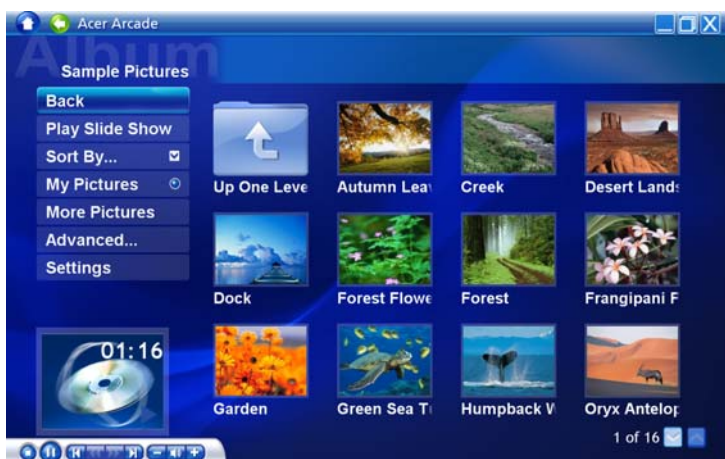 Acer Arcade
Album
Sample Pictures
Back
Play Slide Show
Sort By...
My Pictures
More Pictures
Advanced...
Settings
Up One Leve
Autumn Leav
Creek
Desert Lands
Dock
Forest Flowe
Forest
Frangipani F
Garden
Green Sea T
Humpback W
Oryx Antelop
01:16
1 of 16